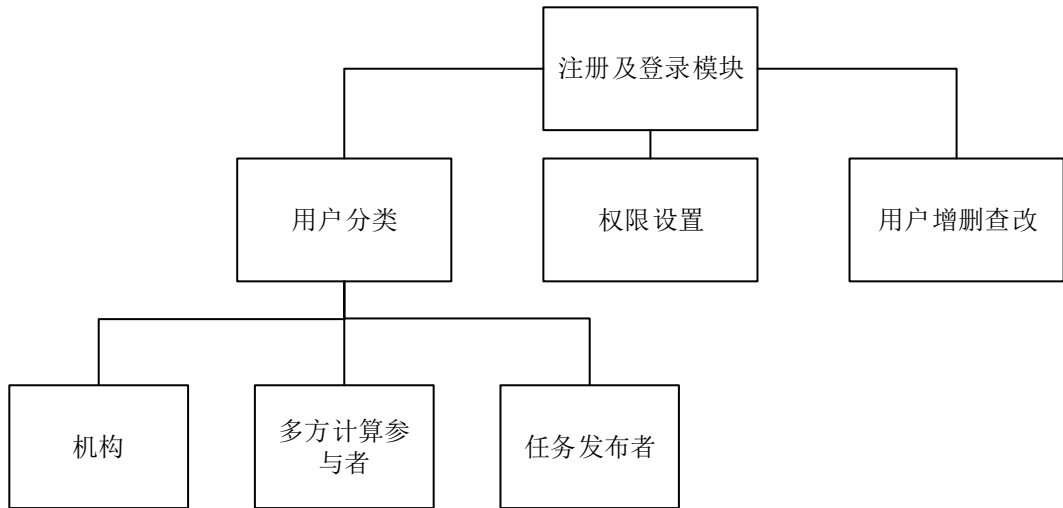 注册及登录模块
用户分类
权限设置
用户增删查改
机构
多方计算参
与者
任务发布者